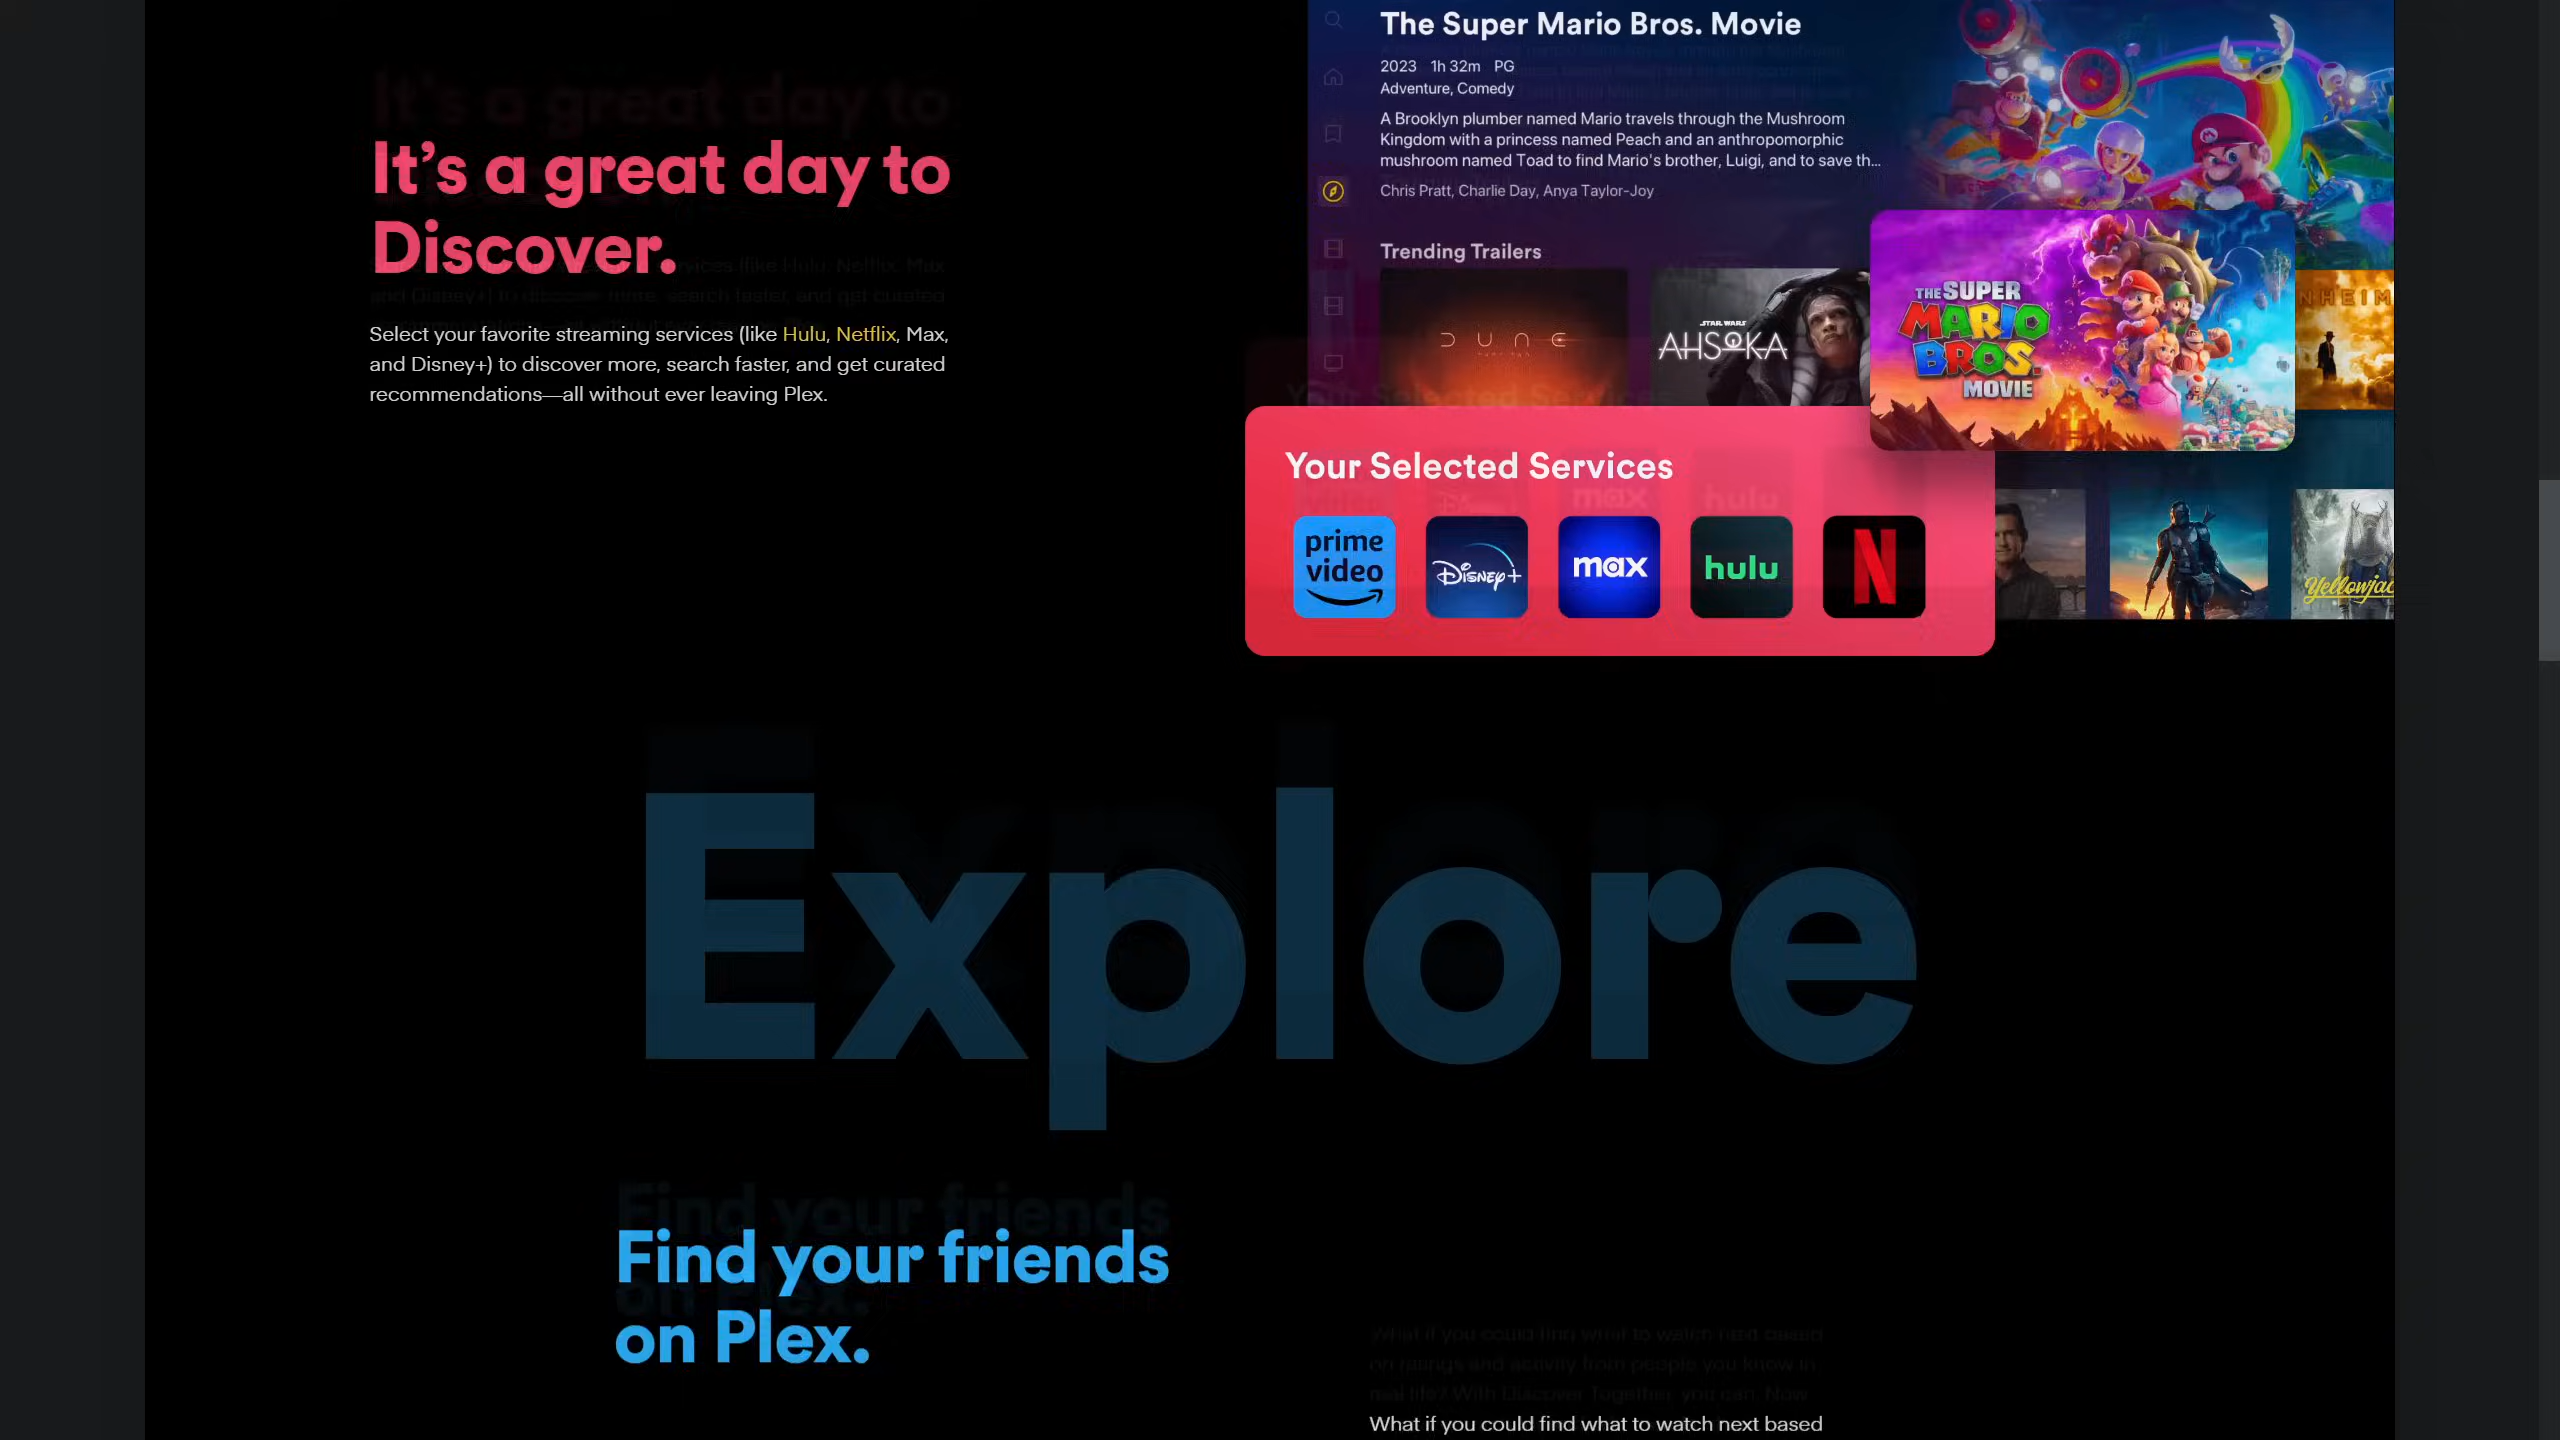 It's a great day to
Discover.
Select your favorite streaming services (like Hulu, Netflix, Max,
and Disney+) to discover more, search faster, and get curated
recommendations—all without ever leaving Plex.
The Super Mario Bros. Movie
2023 1h 32m PG
Adventure, Comedy
A Brooklyn plumber named Mario travels through the Mushroom
Kingdom with a princess named Peach and an anthropomorphic
mushroom named Toad to find Mario's brother, Luigi, and to save th...
Chris Pratt, Charlie Day, Anya Taylor-Joy
Trending Trailers
DUNE
STAR WARS
AHSOKA
THE SUPER
MARIO
BROS.
MOVIE
NHEIM
Your Selected Services
prime
video
Disney+
max
hulu
N
Yellowjac
Explore
Find your friends
on Plex.
What if you could find what to watch next based